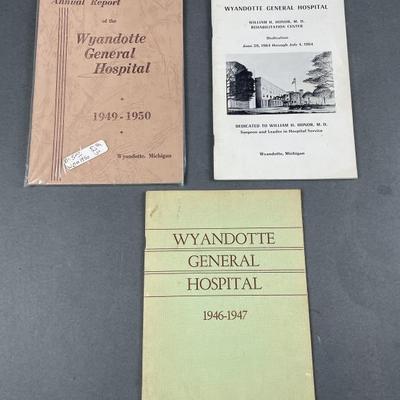 Annual Report
of the
Wyandotte
General
Hospital
1949-1950
Wyandotte, Michigan
WYANDOTTE GENERAL HOSPITAL
WILLIAM H. HONOR, M. D.
REHABILITATION CENTER
Dedication
June 28, 1964 through July 4, 1964
DEDICATED TO WILLIAM H. HONOR, M. D.
Surgeon and Leader in Hospital Service
Wyandotte, Michigan
WYANDOTTE
GENERAL
HOSPITAL
1946-1947